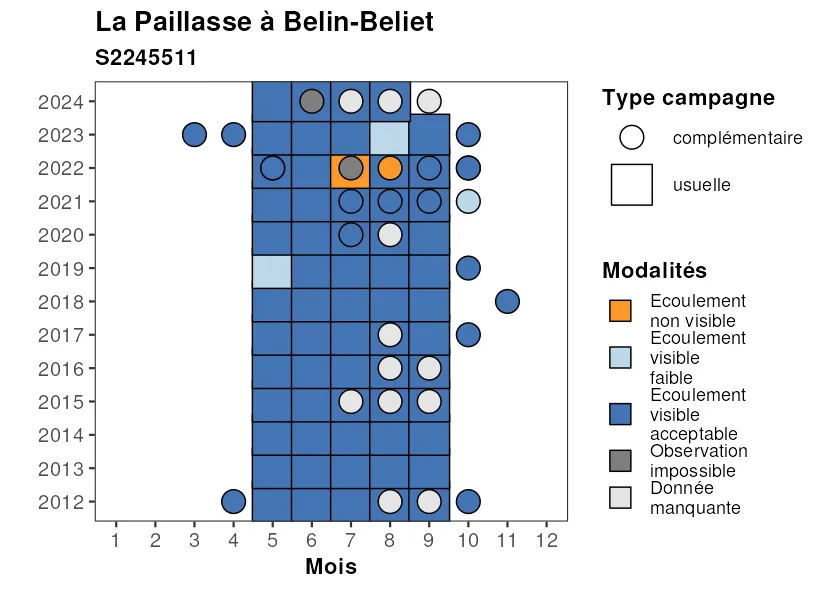 La Paillasse à Belin-Beliet
S2245511
2024
2023
2022
2021
2020
2019
2018
2017
2016
2015
2014
2013
2012
1 2 3 4 5 6 7 8 9 10 11 12
Mois
Type campagne
complémentaire
usuelle
Modalités
Ecoulement
non visible
Ecoulement
visible
faible
Ecoulement
visible
acceptable
Observation
impossible
Donnée
manquante